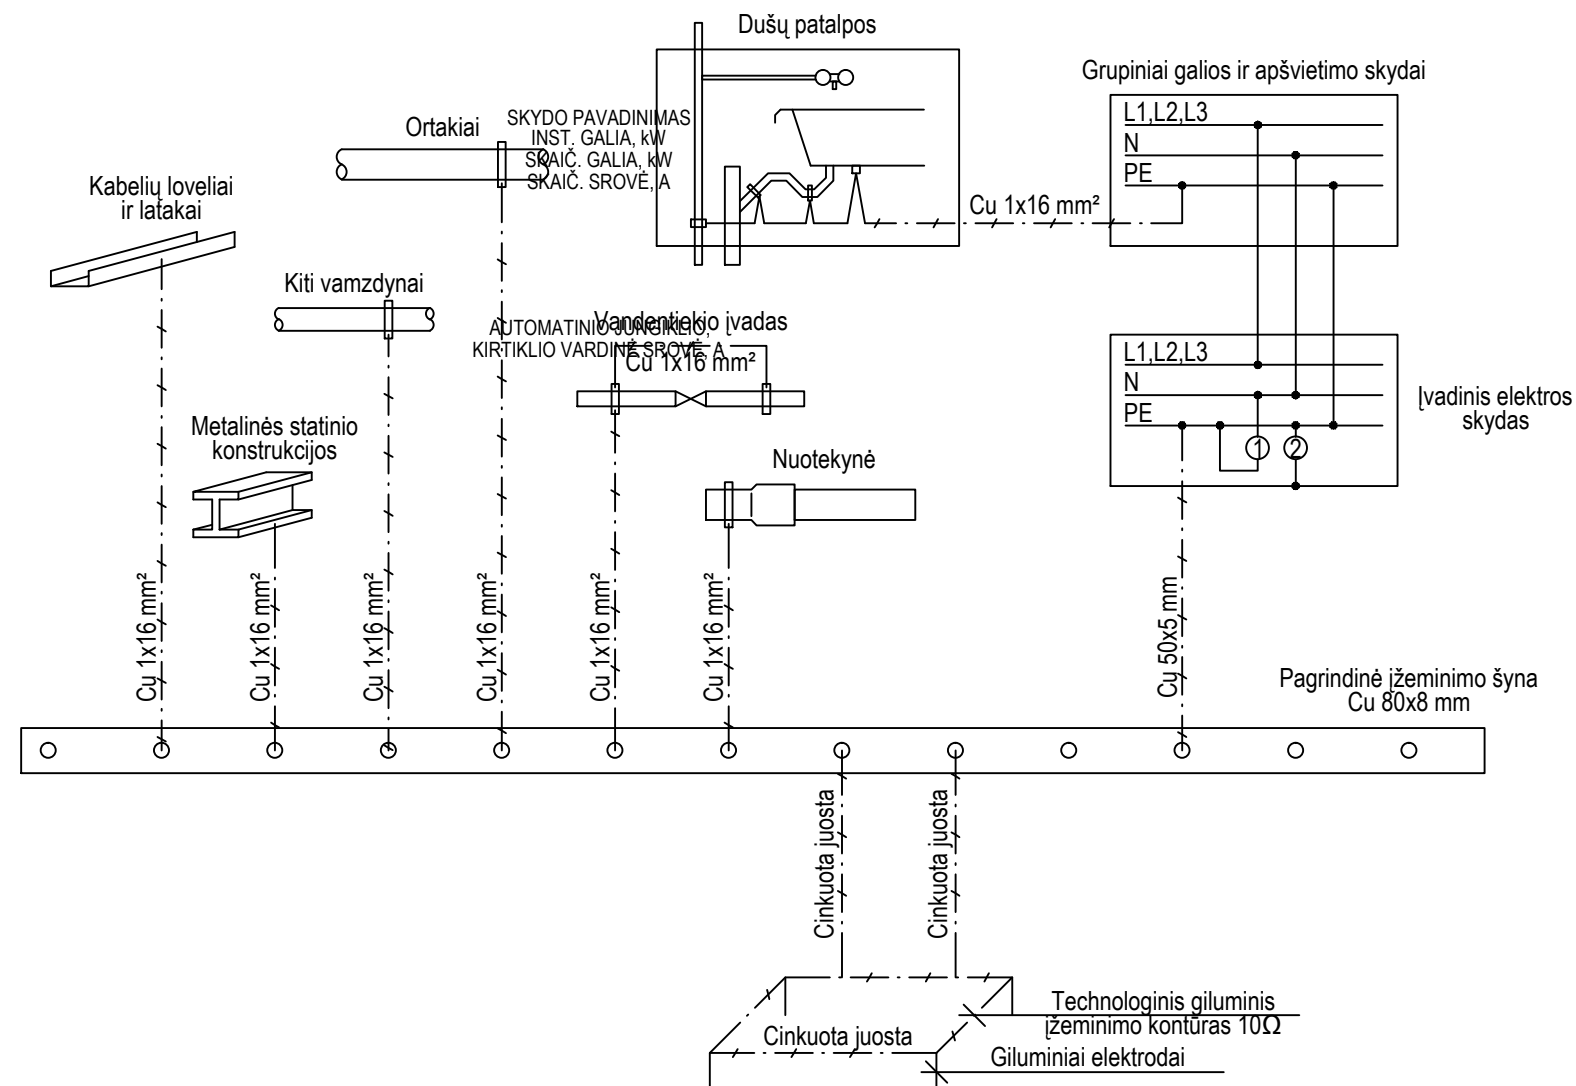 Dušų patalpos
Grupiniai galios ir apšvietimo skydai
L1,L2,L3
N
PE
Ortakiai
SKYDO PAVADINIMAS
INST. GALIA, kW
SKAIČ. GALIA, kW
SKAIČ. SROVĖ, A
Kabelių loveliai
ir latakai
Cu 1x16 mm²
Kiti vamzdynai
Vandentiekio įvadas
AUTOMATINIO JUNGIKLIO,
KIRTIKLIO VARDINĖ SROVĖ, A
Cu 1x16 mm²
L1,L2,L3
N
PE
1
2
Įvadinis elektros
skydas
Metalinės statinio
konstrukcijos
Nuotekynė
Cu 1x16 mm²
Cu 1x16 mm²
Cu 1x16 mm²
Cu 1x16 mm²
Cu 1x16 mm²
Cu 1x16 mm²
Cu 50x5 mm
Pagrindinė įžeminimo šyna
Cu 80x8 mm
Cinkuota juosta
Cinkuota juosta
Technologinis giluminis
įžeminimo kontūras 10Ω
Cinkuota juosta
Giluminiai elektrodai